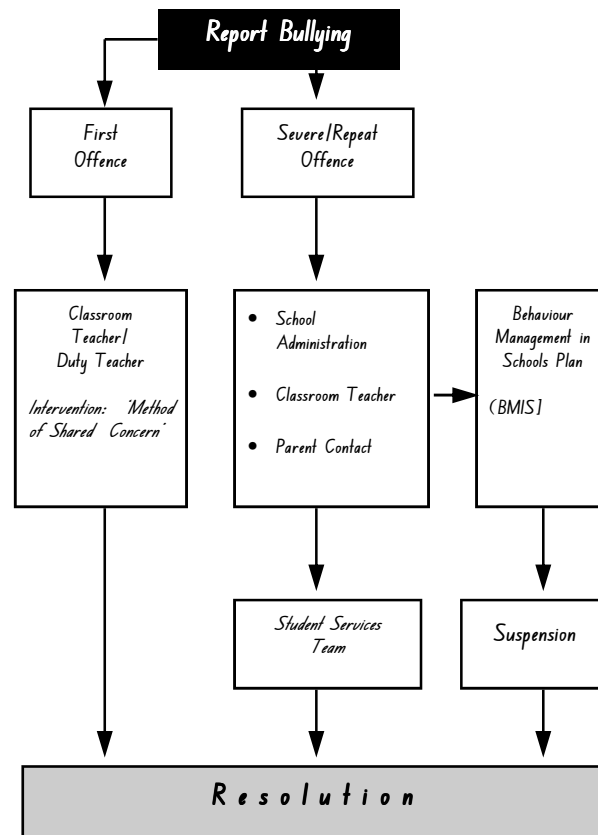 Report Bullying
First
Offence
Severe/Repeat
Offence
Classroom
Teacher/
Duty Teacher
Intervention: 'Method
of Shared Concern'
• School
Administration
• Classroom Teacher
• Parent Contact
Behaviour
Management in
Schools Plan
(BMIS]
Student Services
Team
Suspension
Resolution